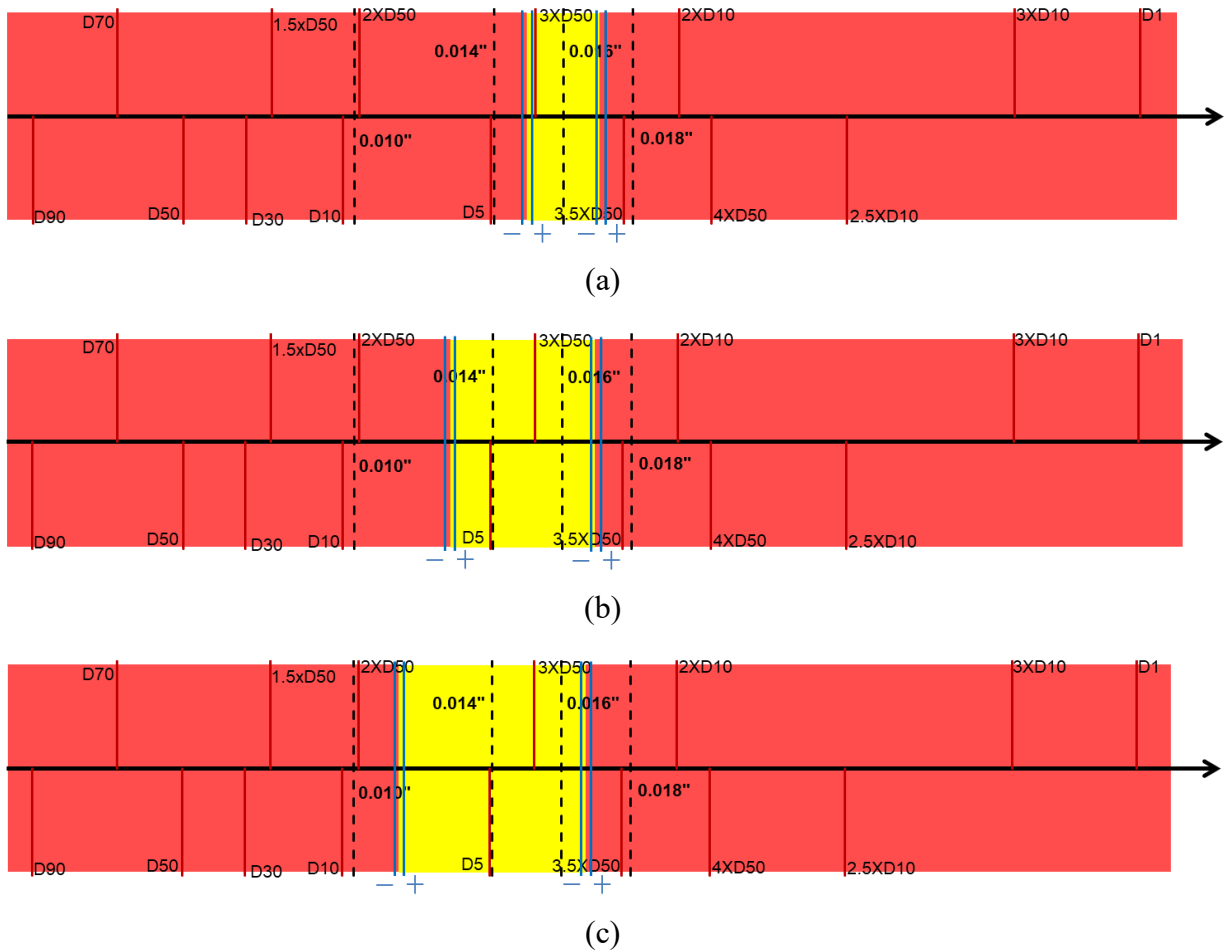 D70 1.5xD50 2XD50 0.014" 3XD50 0.016" 2XD10 3XD10 D1
0.010" 0.018"
D90 D50 D30 D10 D5 3.5XD50 4XD50 2.5XD10
− + − +
(a)
D70 1.5xD50 2XD50 0.014" 3XD50 0.016" 2XD10 3XD10 D1
0.010" 0.018"
D90 D50 D30 D10 D5 3.5XD50 4XD50 2.5XD10
− + − +
(b)
D70 1.5xD50 2XD50 0.014" 3XD50 0.016" 2XD10 3XD10 D1
0.010" 0.018"
D90 D50 D30 D10 D5 3.5XD50 4XD50 2.5XD10
− + − +
(c)